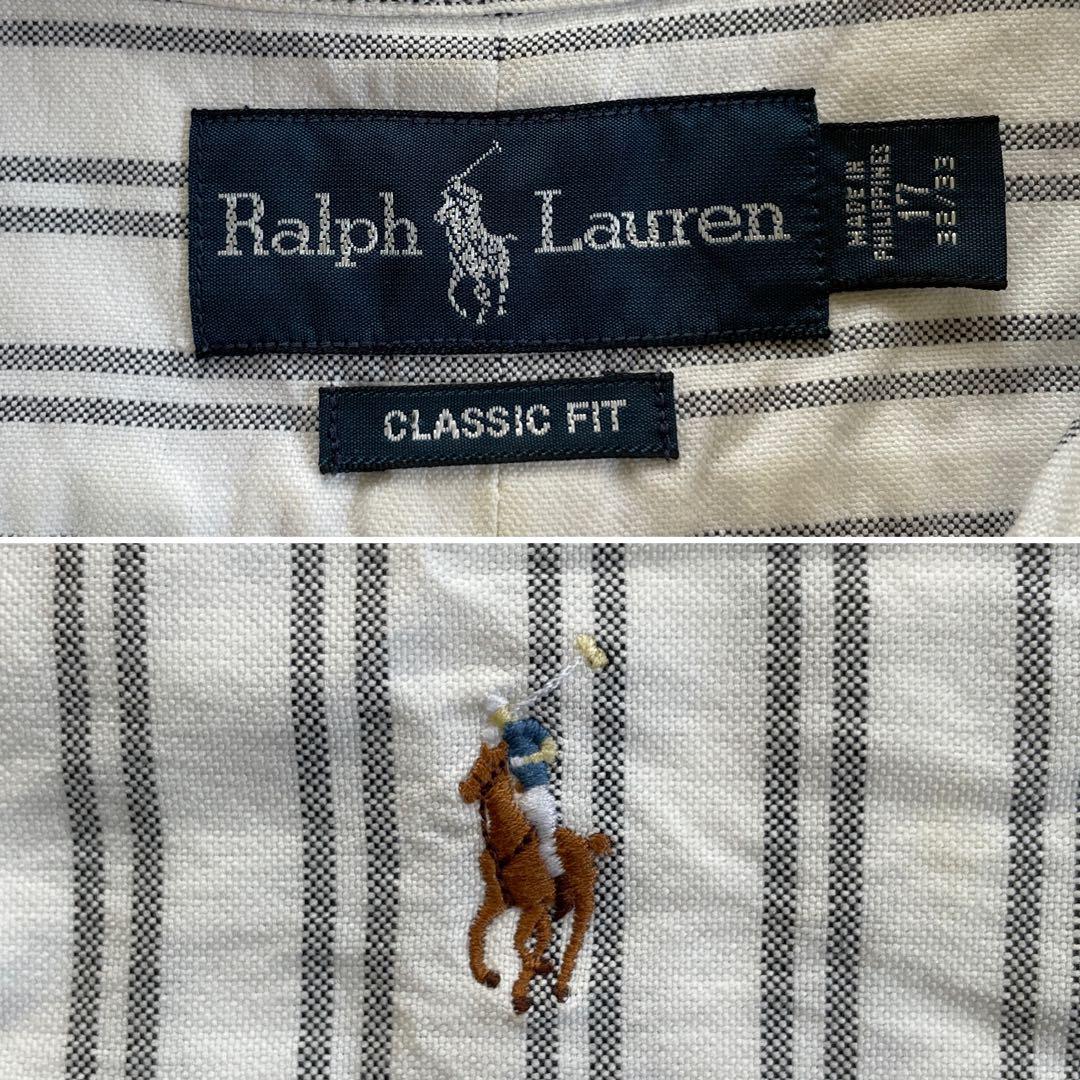 Ralph Lauren
MADE IN
PHILIPPINES
17
32/33
CLASSIC FIT